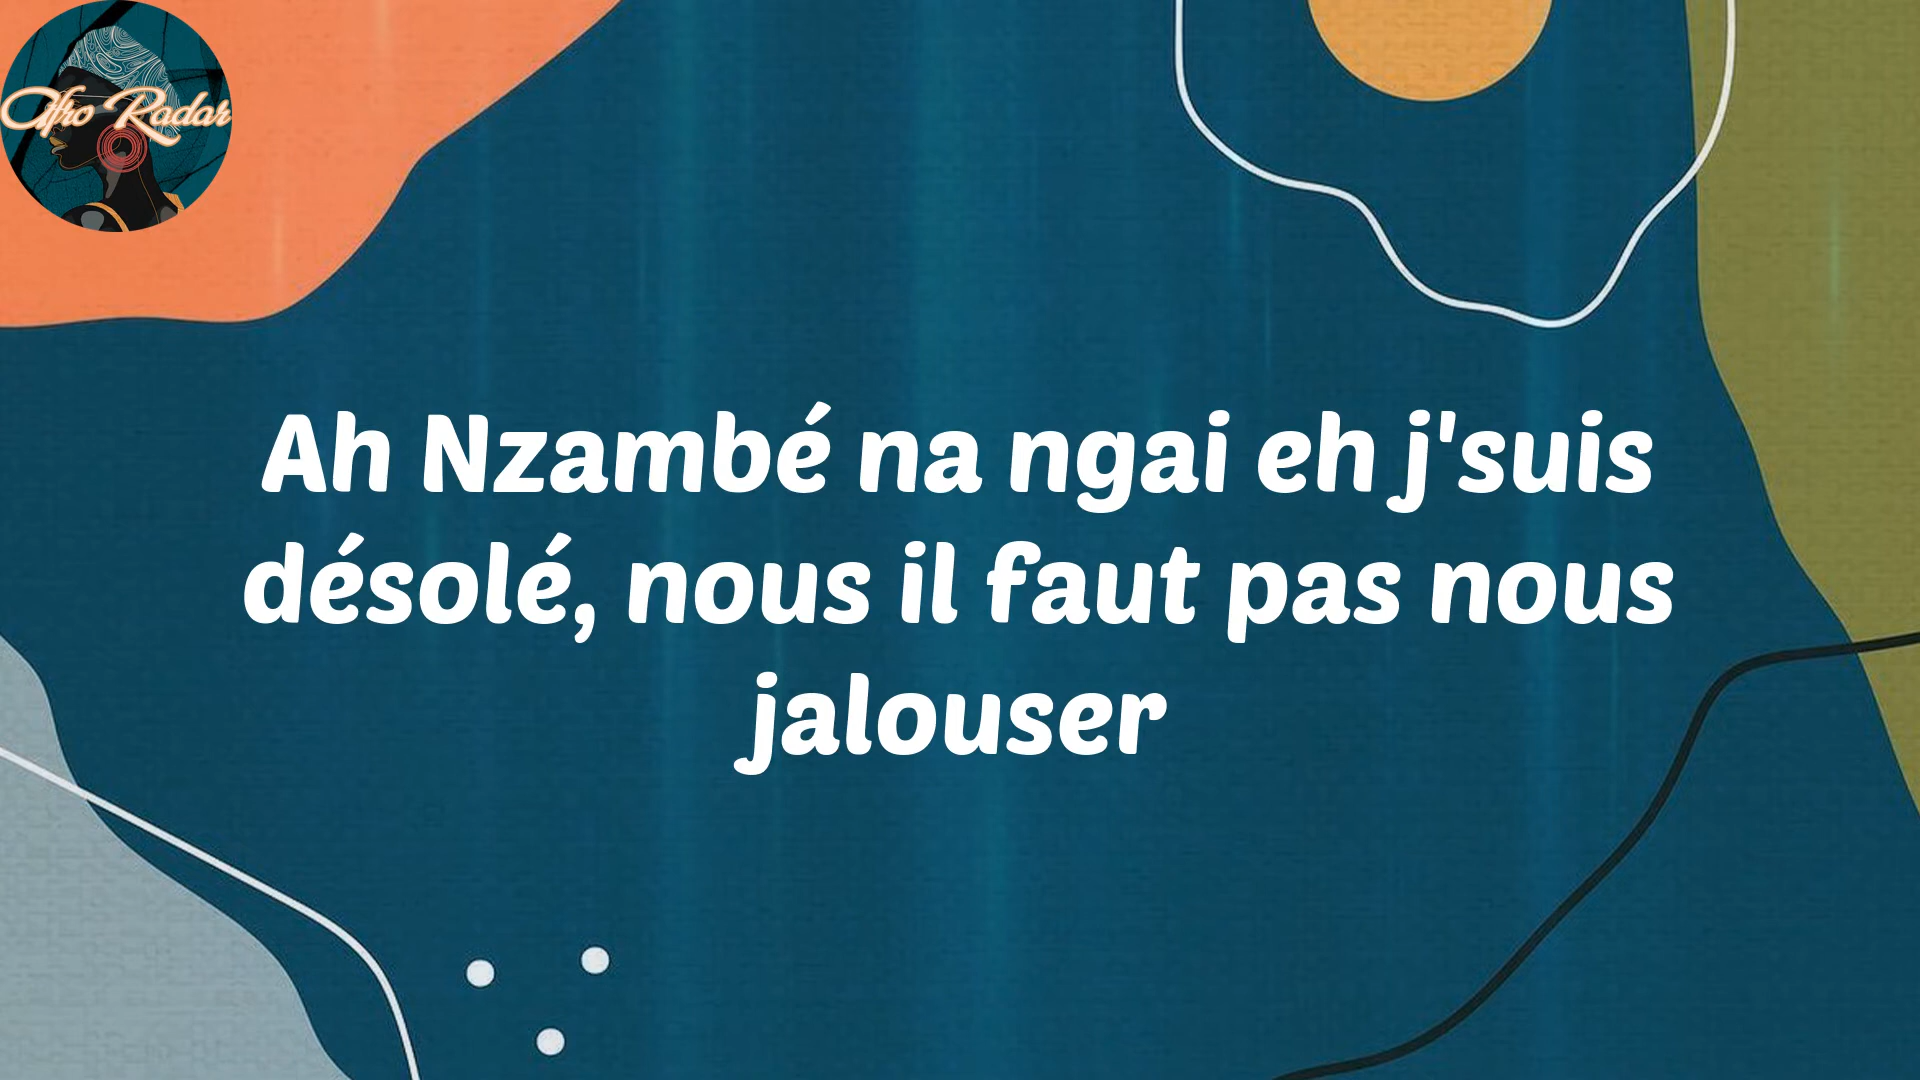 Afro Radar
Ah Nzambé na ngai eh j'suis
désolé, nous il faut pas nous
jalouser